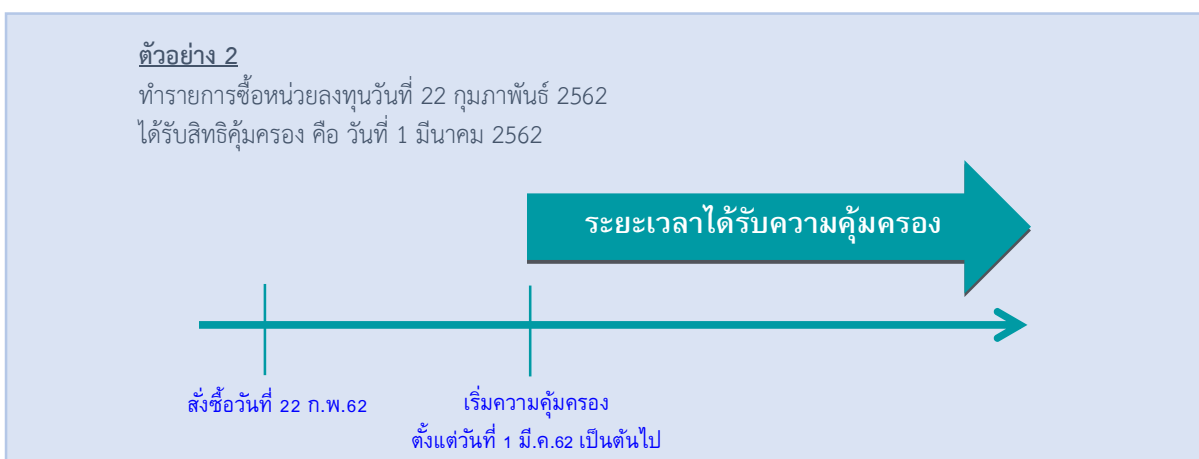 ตัวอย่าง 2
ทำรายการซื้อหน่วยลงทุนวันที่ 22 กุมภาพันธ์ 2562
ได้รับสิทธิคุ้มครอง คือ วันที่ 1 มีนาคม 2562
ระยะเวลาได้รับความคุ้มครอง
สั่งซื้อวันที่ 22 ก.พ.62
เริ่มความคุ้มครอง
ตั้งแต่วันที่ 1 มี.ค.62 เป็นต้นไป